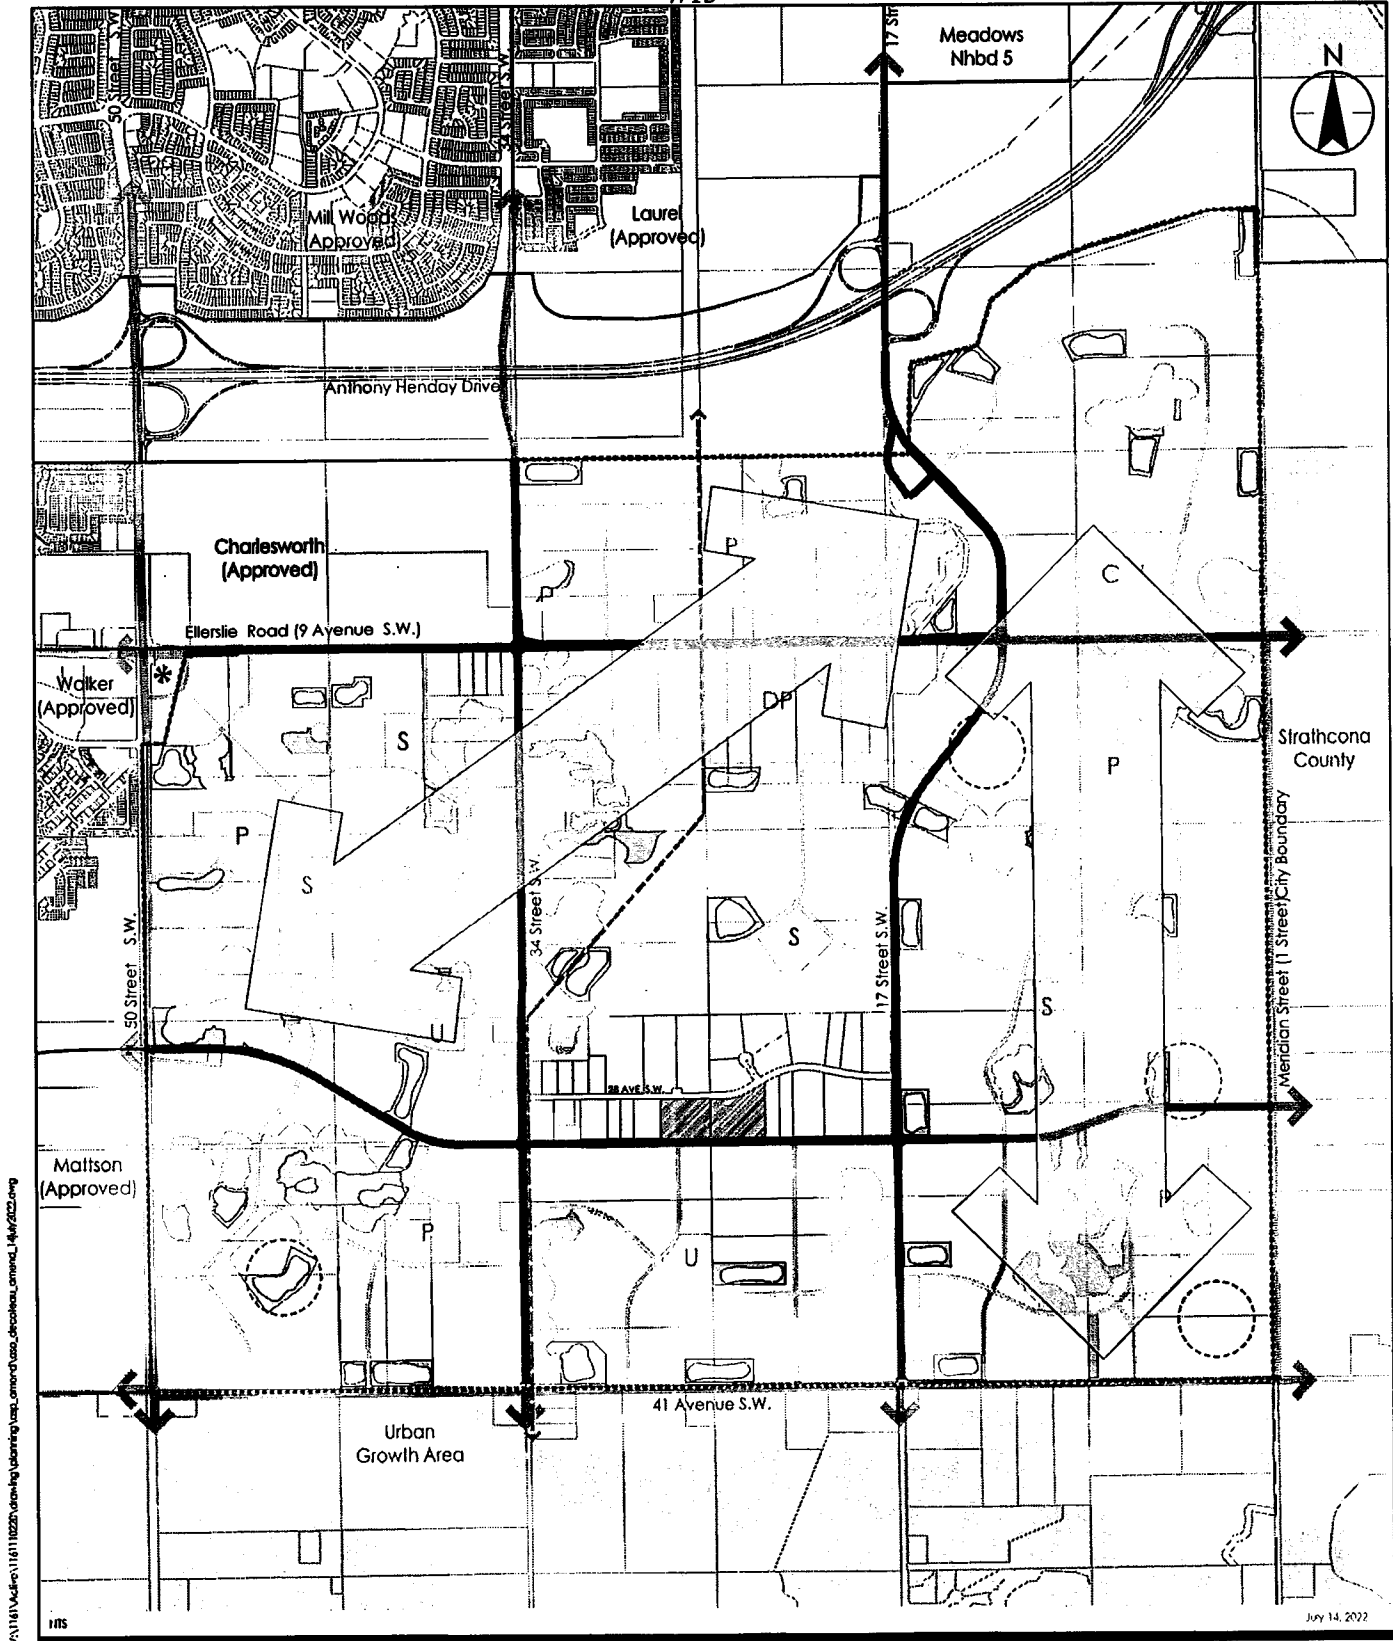 17 Str
Meadows
Nhbd 5
N
50 Street S.W.
34 Street S.W.
Mill Woods
(Approved)
Laurel
(Approved)
Anthony Henday Drive
Charlesworth
(Approved)
P
P
C
Ellerslie Road (9 Avenue S.W.)
Walker
(Approved)
*
S
DP
P
Strathcona
County
P
S
S
34 Street S.W.
17 Street S.W.
50 Street S.W.
Meridian Street (1 Street) City Boundary
S
U
28 AVE S.W.
Mattson
(Approved)
P
U
41 Avenue S.W.
Urban
Growth Area
NTS
July 14, 2022